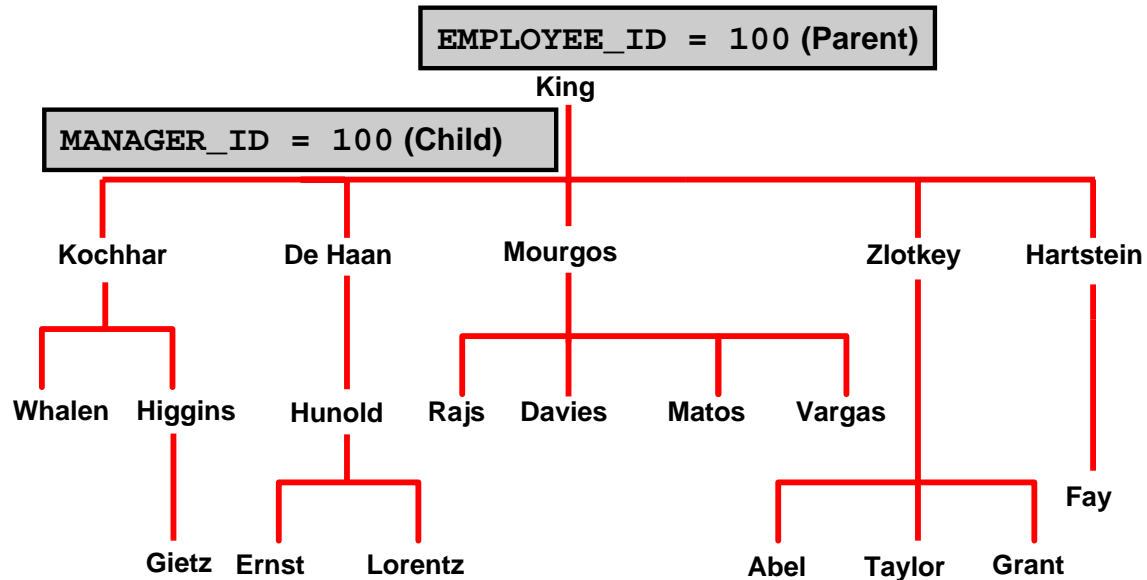 EMPLOYEE_ID = 100 (Parent)
King
MANAGER_ID = 100 (Child)
Kochhar De Haan Mourgos Zlotkey Hartstein
Whalen Higgins Hunold Rajs Davies Matos Vargas
Fay
Gietz Ernst Lorentz Abel Taylor Grant